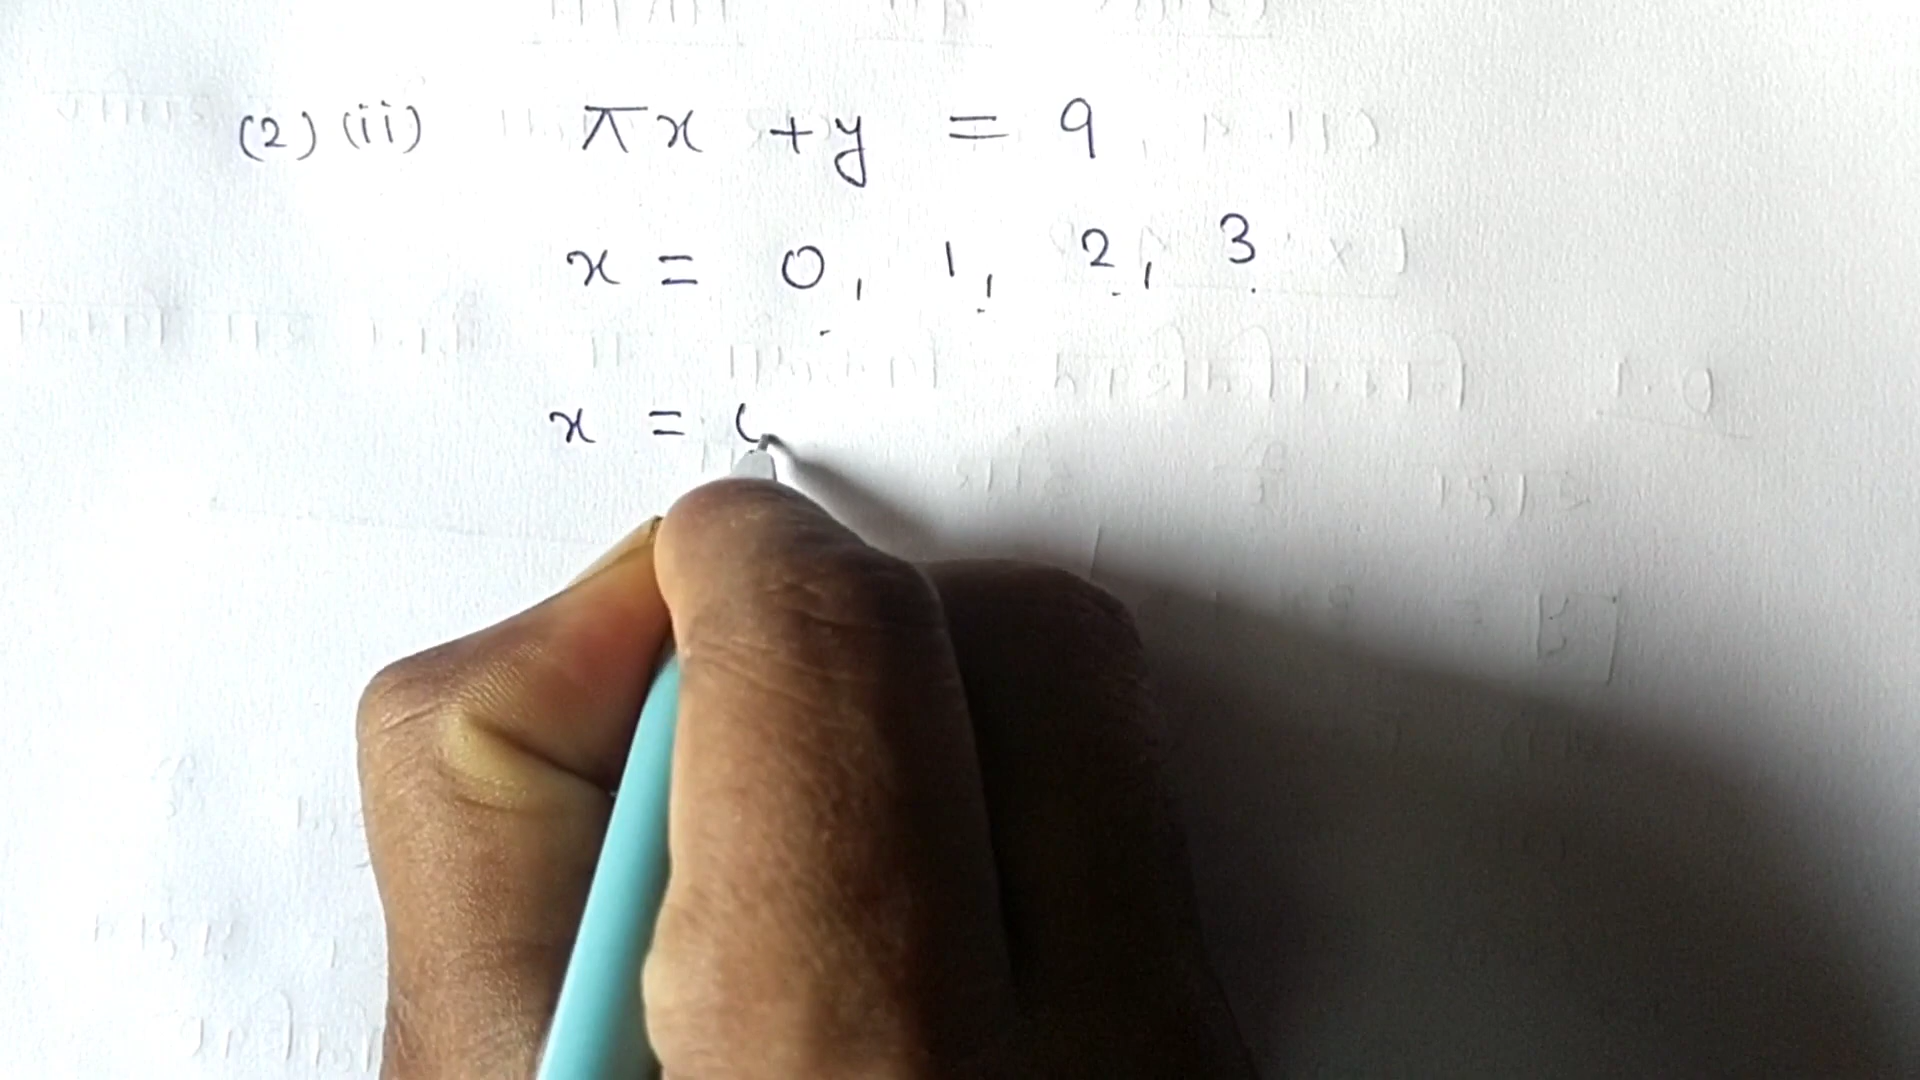 (2) (ii) πx + y = 9
x = 0, 1, 2, 3
x =